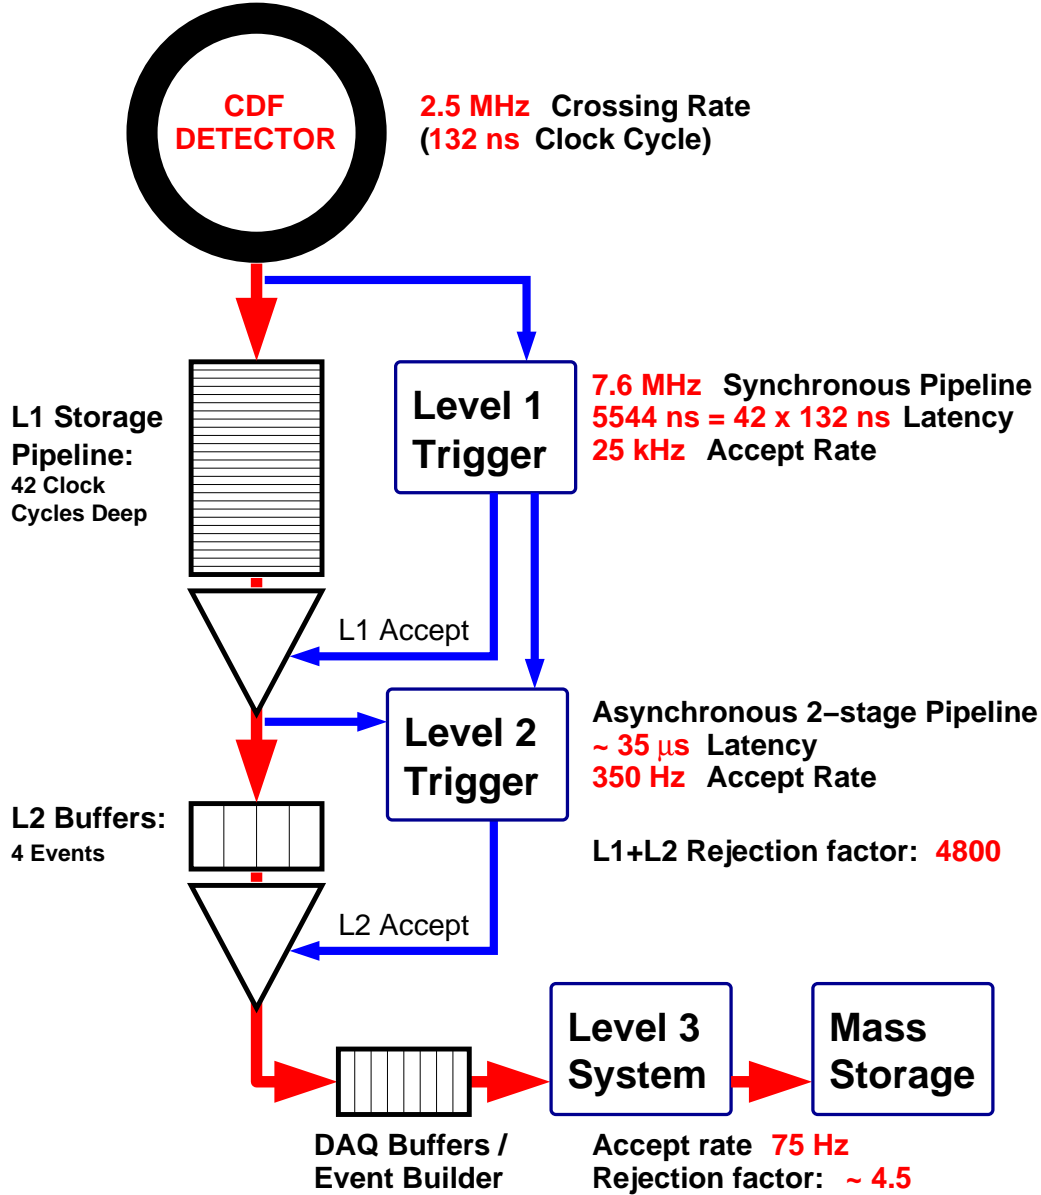 CDF
DETECTOR
2.5 MHz Crossing Rate
(132 ns Clock Cycle)
L1 Storage
Pipeline:
42 Clock
Cycles Deep
Level 1
Trigger
7.6 MHz Synchronous Pipeline
5544 ns = 42 x 132 ns Latency
25 kHz Accept Rate
L1 Accept
Level 2
Trigger
Asynchronous 2−stage Pipeline
~ 35 μs Latency
350 Hz Accept Rate
L2 Buffers:
4 Events
L1+L2 Rejection factor: 4800
L2 Accept
Level 3
System
Mass
Storage
DAQ Buffers /
Event Builder
Accept rate 75 Hz
Rejection factor: ~ 4.5